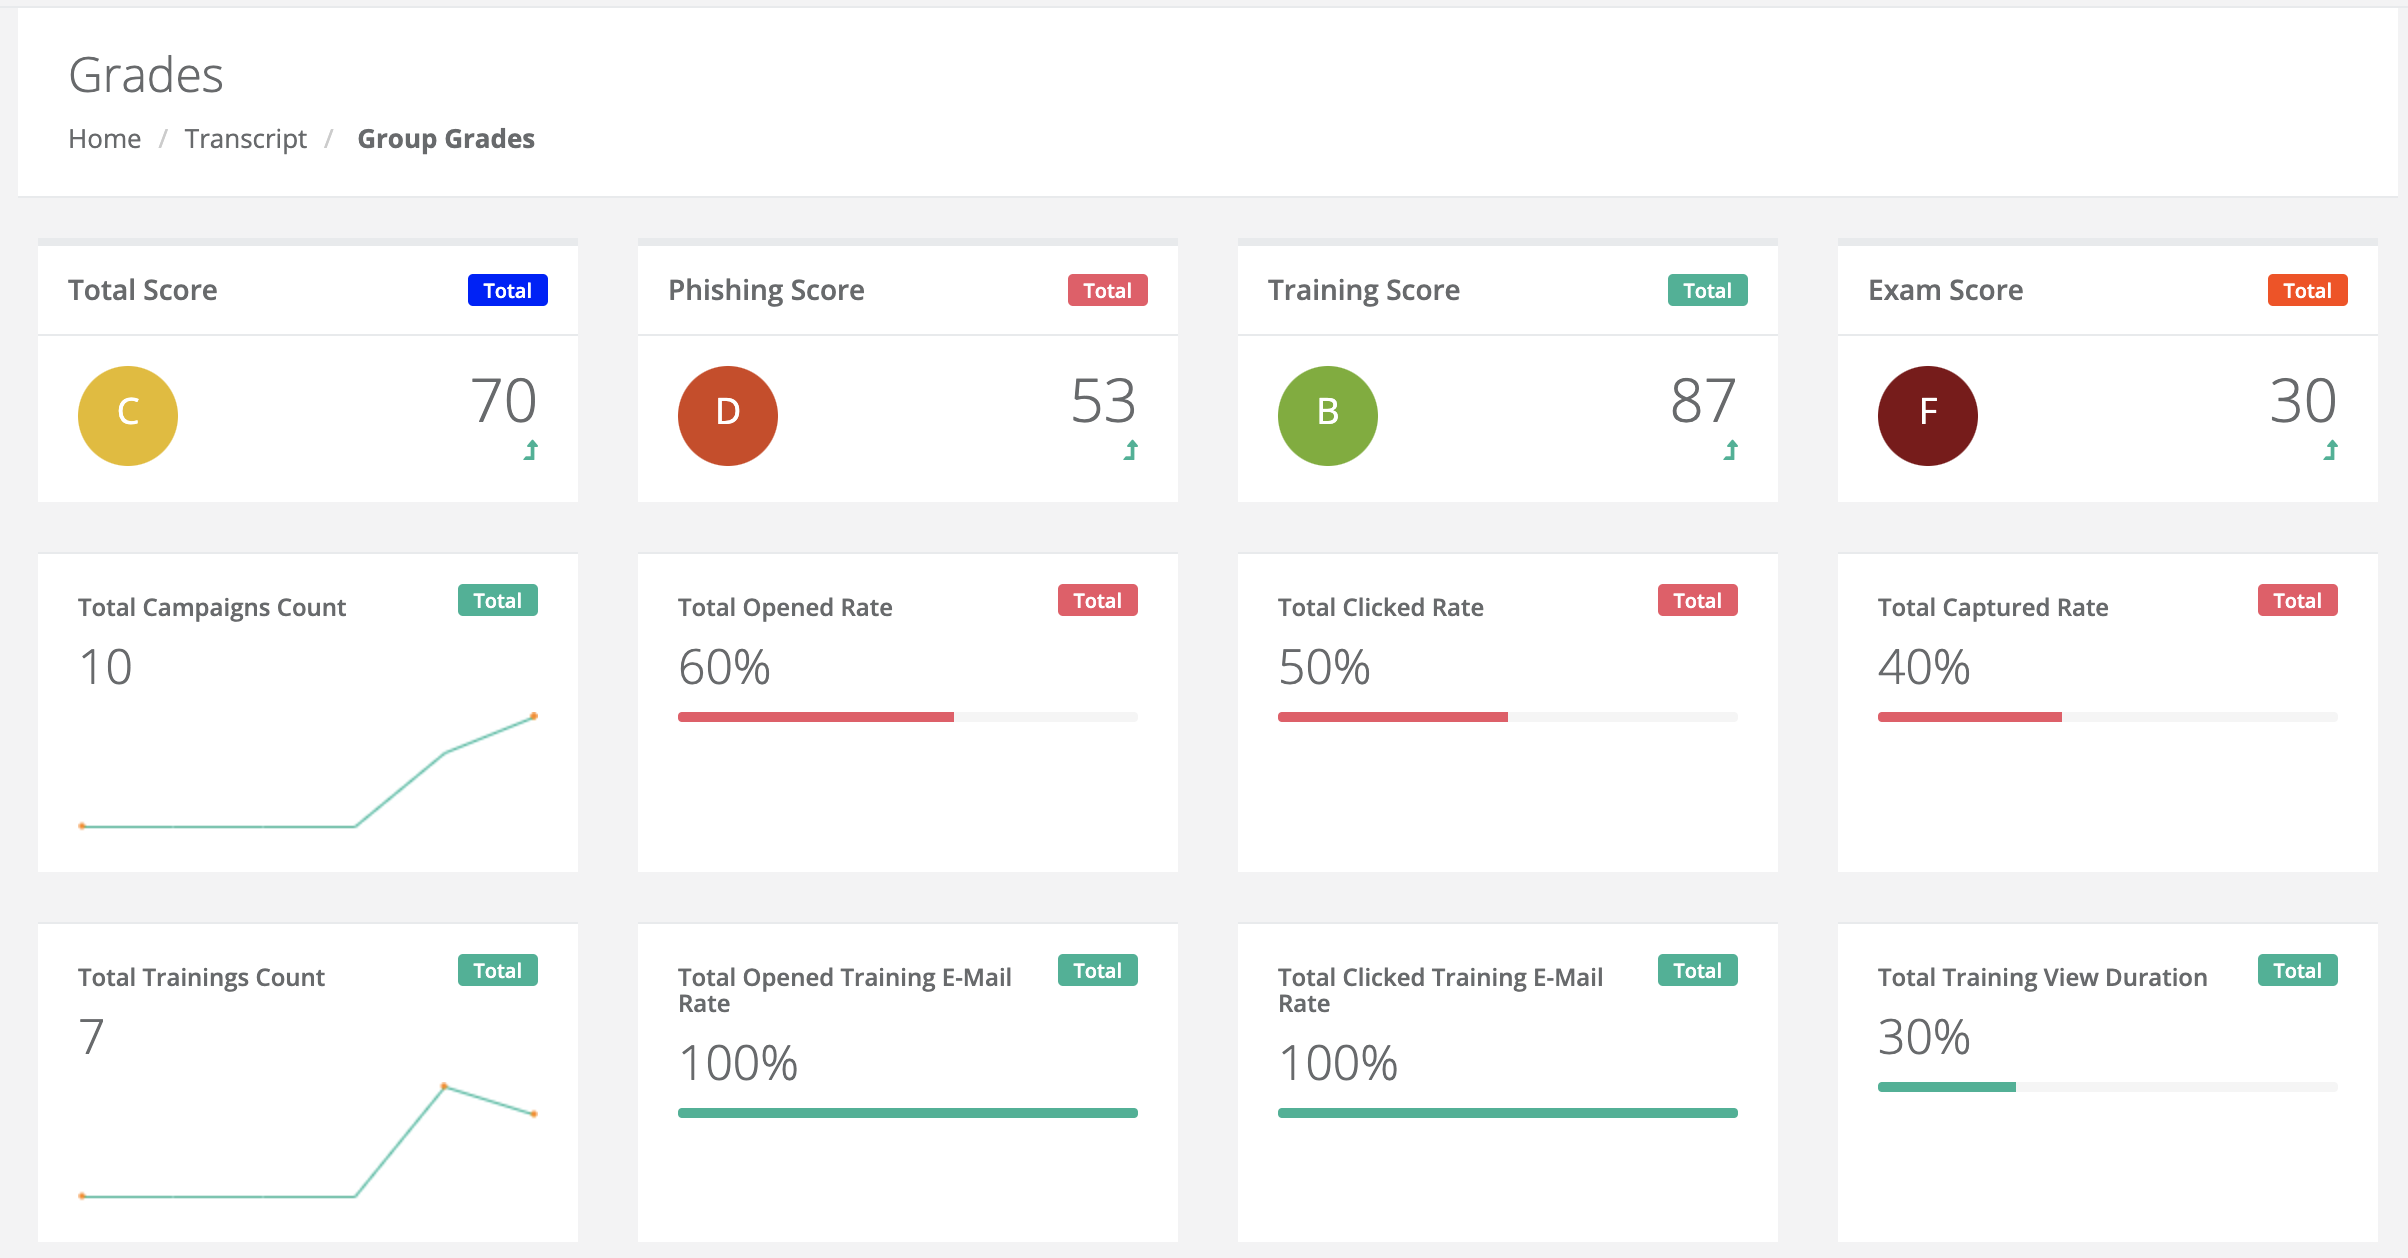 Grades
Home / Transcript / Group Grades
Total Score Total
C 70
Phishing Score Total
D 53
Training Score Total
B 87
Exam Score Total
F 30
Total Campaigns Count Total
10
Total Opened Rate Total
60%
Total Clicked Rate Total
50%
Total Captured Rate Total
40%
Total Trainings Count Total
7
Total Opened Training E-Mail Total
Rate
100%
Total Clicked Training E-Mail Total
Rate
100%
Total Training View Duration Total
30%